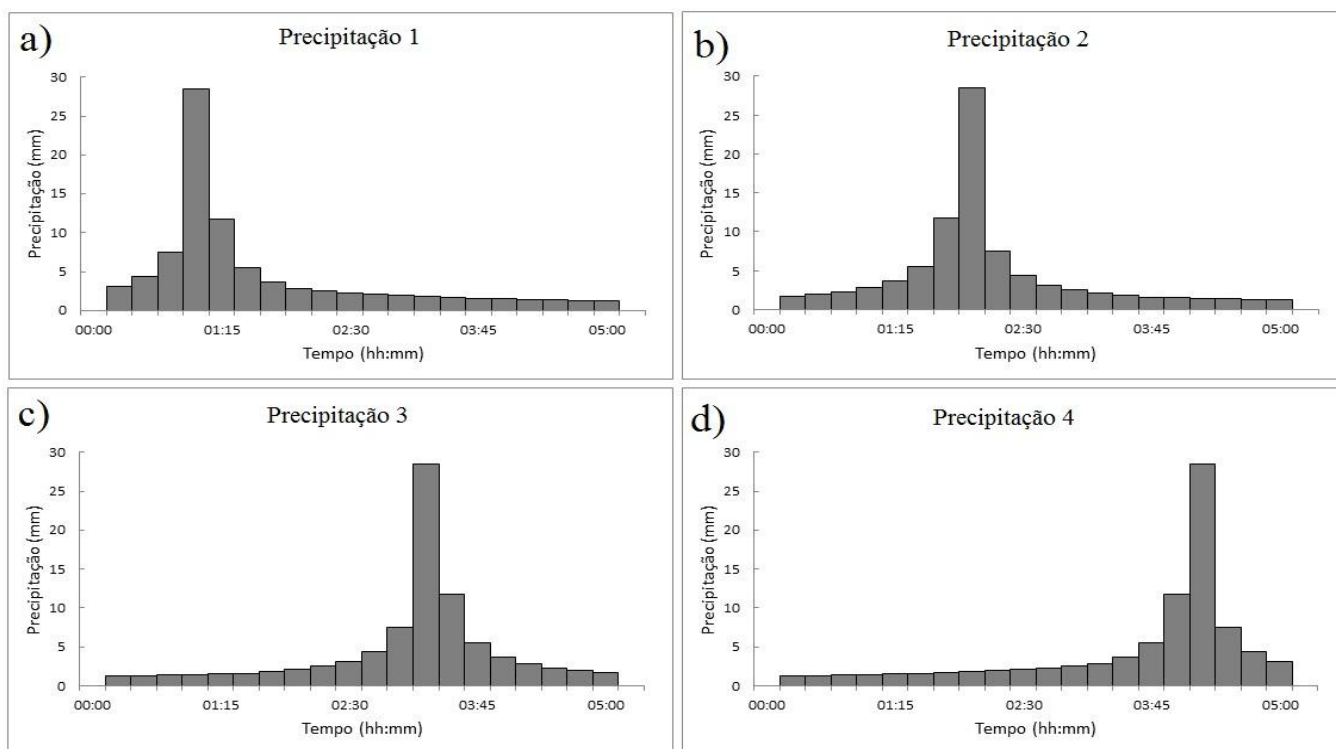 a)
Precipitação 1
Precipitação (mm)
30
25
20
15
10
5
0
00:00 01:15 02:30 03:45 05:00
Tempo (hh:mm)
b)
Precipitação 2
Precipitação (mm)
30
25
20
15
10
5
0
00:00 01:15 02:30 03:45 05:00
Tempo (hh:mm)
c)
Precipitação 3
Precipitação (mm)
30
25
20
15
10
5
0
00:00 01:15 02:30 03:45 05:00
Tempo (hh:mm)
d)
Precipitação 4
Precipitação (mm)
30
25
20
15
10
5
0
00:00 01:15 02:30 03:45 05:00
Tempo (hh:mm)